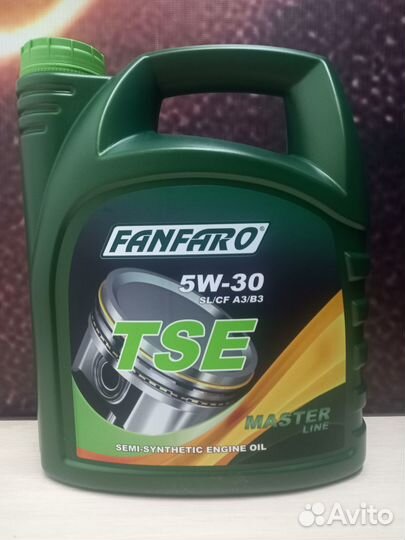 FANFARO®
5W-30
SL/CF A3/B3
TSE
MASTER
LINE
SEMI-SYNTHETIC ENGINE OIL
Avito